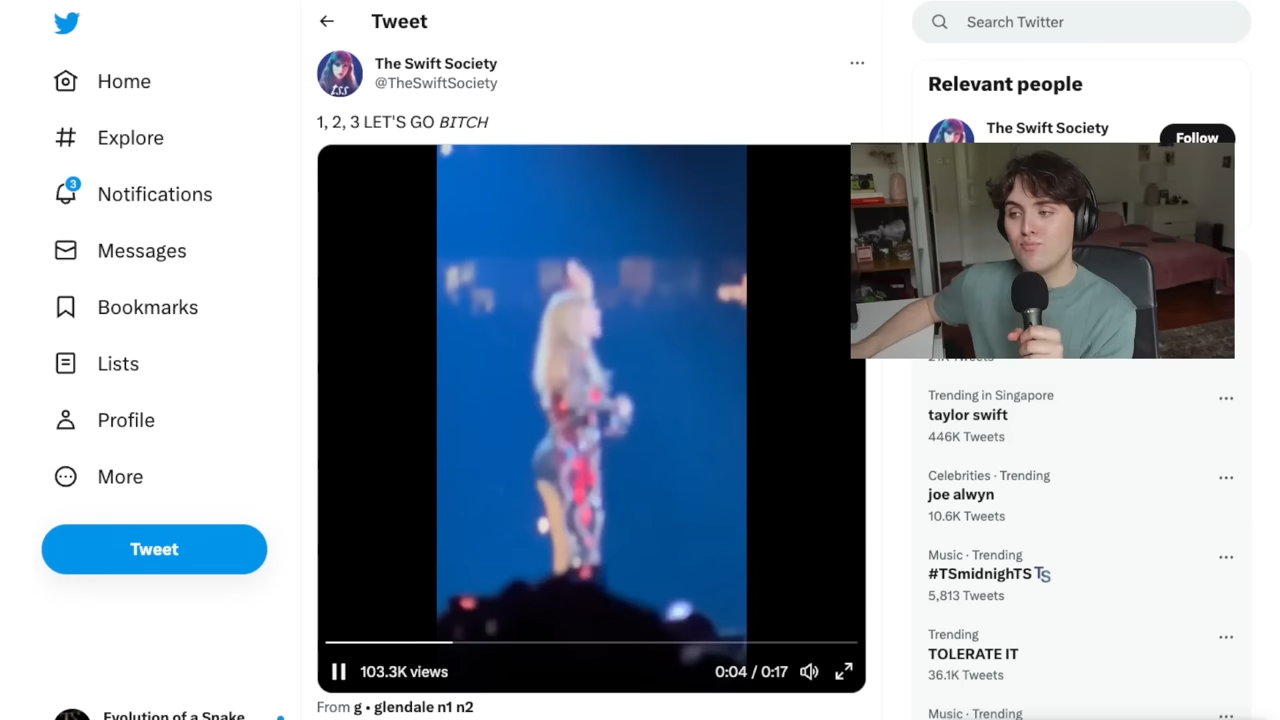 Home
Explore
3
Notifications
Messages
Bookmarks
Lists
Profile
More
Tweet
Evolution of a Snake
Tweet
The Swift Society
@TheSwiftSociety
1, 2, 3 LET'S GO BITCH
103.3K views
0:04 / 0:17
From g • glendale n1 n2
Search Twitter
Relevant people
The Swift Society
Follow
Trending in Singapore
taylor swift
446K Tweets
Celebrities · Trending
joe alwyn
10.6K Tweets
Music · Trending
#TSmidnighTS TS
5,813 Tweets
Trending
TOLERATE IT
36.1K Tweets
Music · Trending